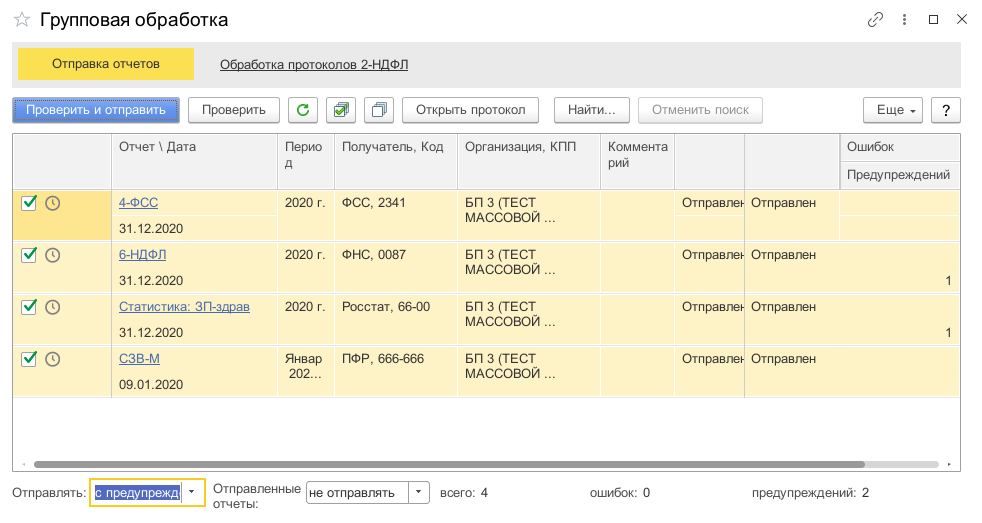 Групповая обработка
Отправка отчетов
Обработка протоколов 2-НДФЛ
Проверить и отправить
Проверить
Открыть протокол
Найти...
Отменить поиск
Еще
?
Отчет \ Дата
Перио
д
Получатель, Код
Организация, КПП
Коммента
рий
Ошибок
Предупреждений
4-ФСС
2020 г.
ФСС, 2341
БП 3 (ТЕСТ
МАССОВОЙ ...
Отправлен
Отправлен
31.12.2020
6-НДФЛ
2020 г.
ФНС, 0087
БП 3 (ТЕСТ
МАССОВОЙ ...
Отправлен
Отправлен
31.12.2020
1
Статистика: ЗП-здрав
2020 г.
Росстат, 66-00
БП 3 (ТЕСТ
МАССОВОЙ ...
Отправлен
Отправлен
31.12.2020
1
СЗВ-М
Январ
202...
ПФР, 666-666
БП 3 (ТЕСТ
МАССОВОЙ ...
Отправлен
Отправлен
09.01.2020
Отправлять:
с предупрежд
Отправленные
отчеты:
не отправлять
всего: 4
ошибок: 0
предупреждений: 2